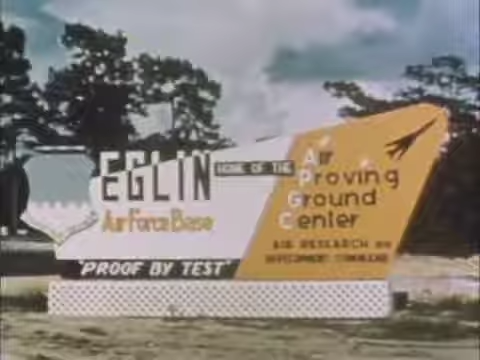 EGLIN
Air Force Base
HOME OF THE
Air
Proving
Ground
Center
AIR RESEARCH AND
DEVELOPMENT COMMAND
"PROOF BY TEST"